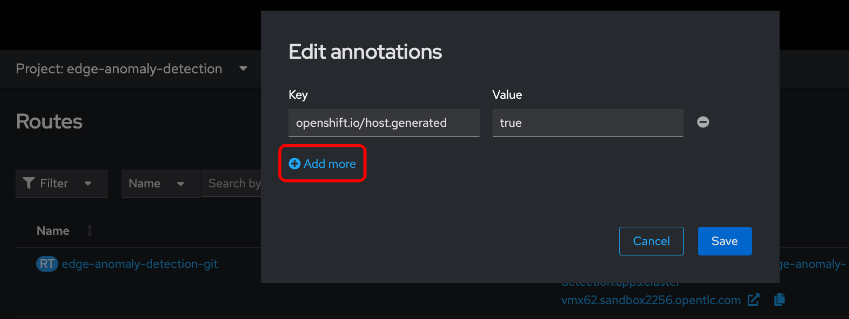 Edit annotations
Project: edge-anomaly-detection
Key Value
openshift.io/host.generated true
Routes
Add more
Filter Name Search by
Name
Cancel Save
RT edge-anomaly-detection-git
ge-anomaly-
detection.apps.cluster-
vmx62.sandbox2256.opentlc.com